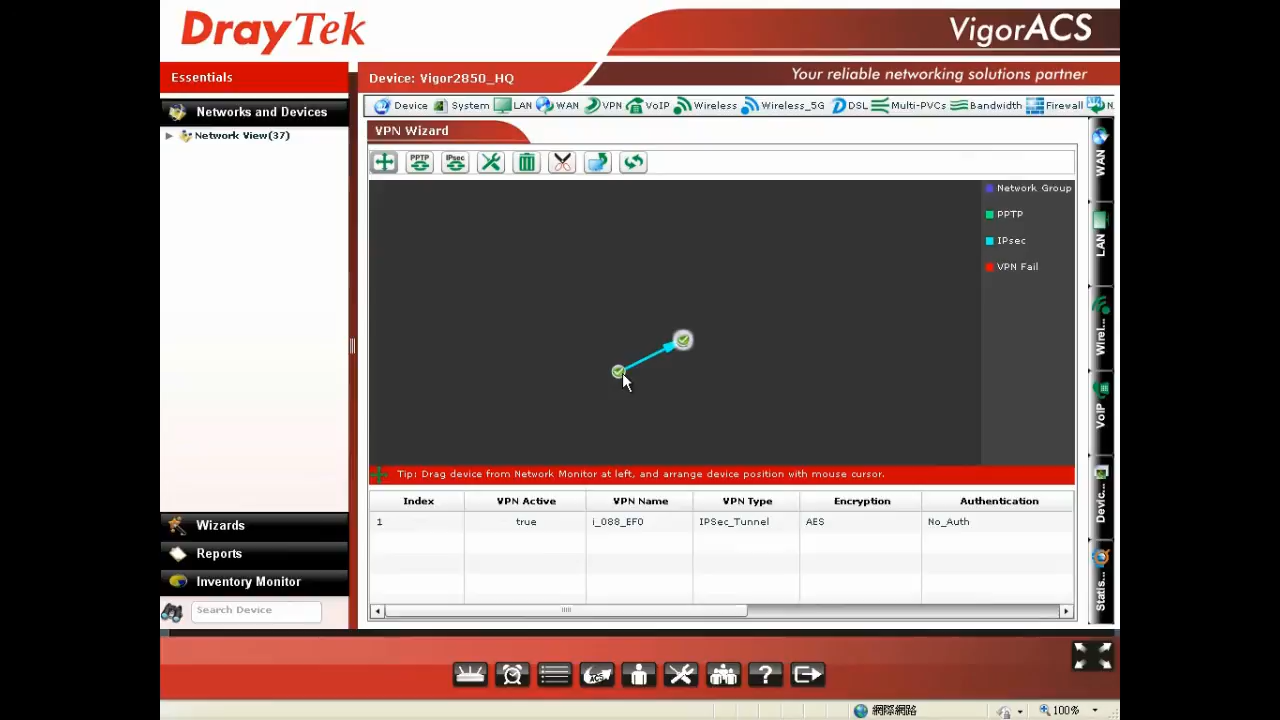 DrayTek
VigorACS
Your reliable networking solutions partner
Essentials
Device: Vigor2850_HQ
Device System LAN WAN VPN VoIP Wireless Wireless_5G DSL Multi-PVCs Bandwidth Firewall N
Networks and Devices
Network View(37)
VPN Wizard
PPTP IPsec
Network Group
PPTP
IPsec
VPN Fail
Tip: Drag device from Network Monitor at left, and arrange device position with mouse cursor.
Index VPN Active VPN Name VPN Type Encryption Authentication
1 true i_088_EF0 IPSec_Tunnel AES No_Auth
WAN
LAN
Wirel...
VoIP
Devic...
Statis...
Wizards
Reports
Inventory Monitor
Search Device
ACS
?
網際網路
100%